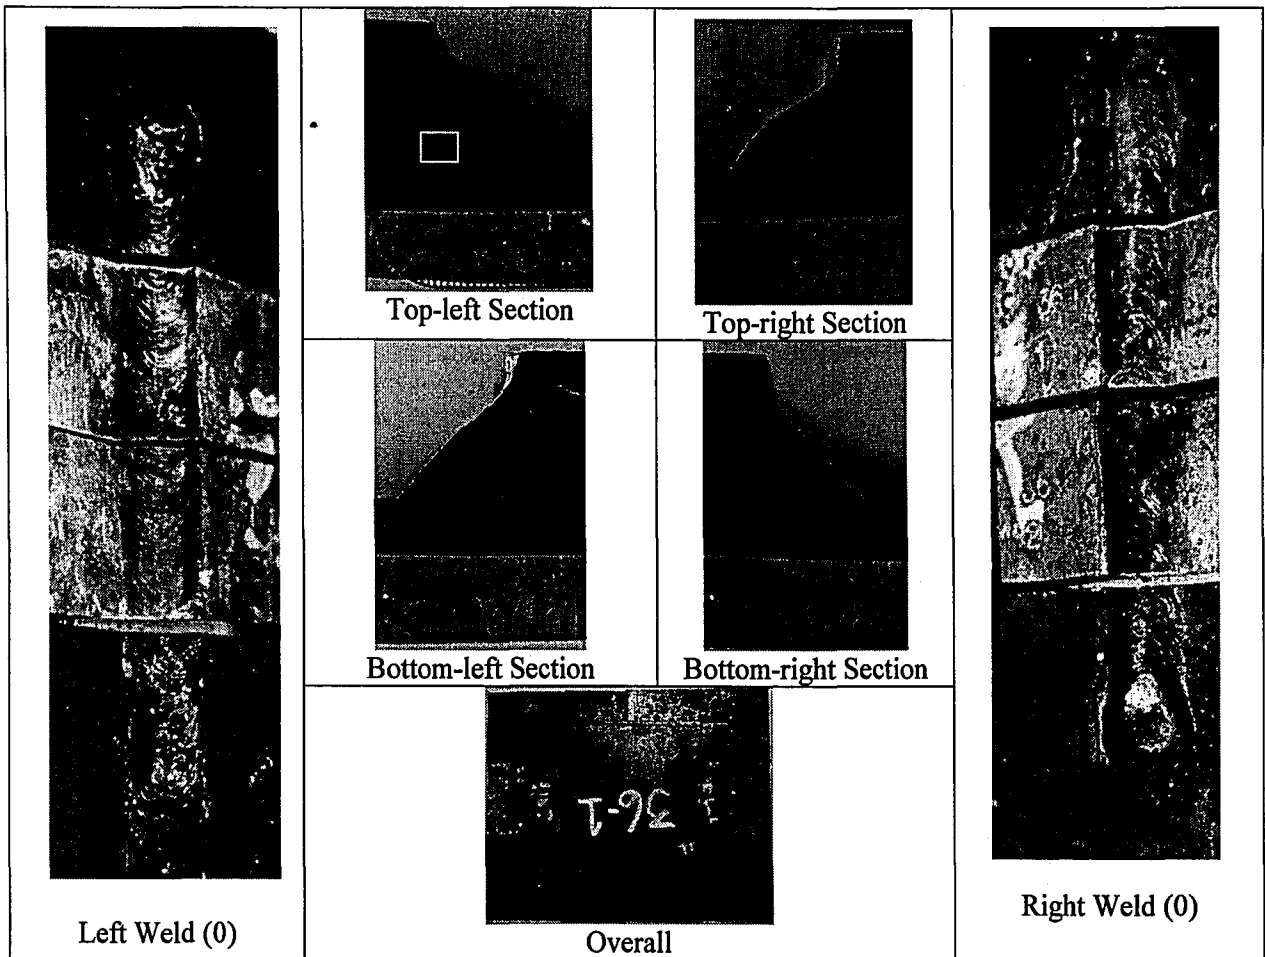 Top-left Section
Top-right Section
Bottom-left Section
Bottom-right Section
36-1
Overall
Left Weld (0)
Right Weld (0)